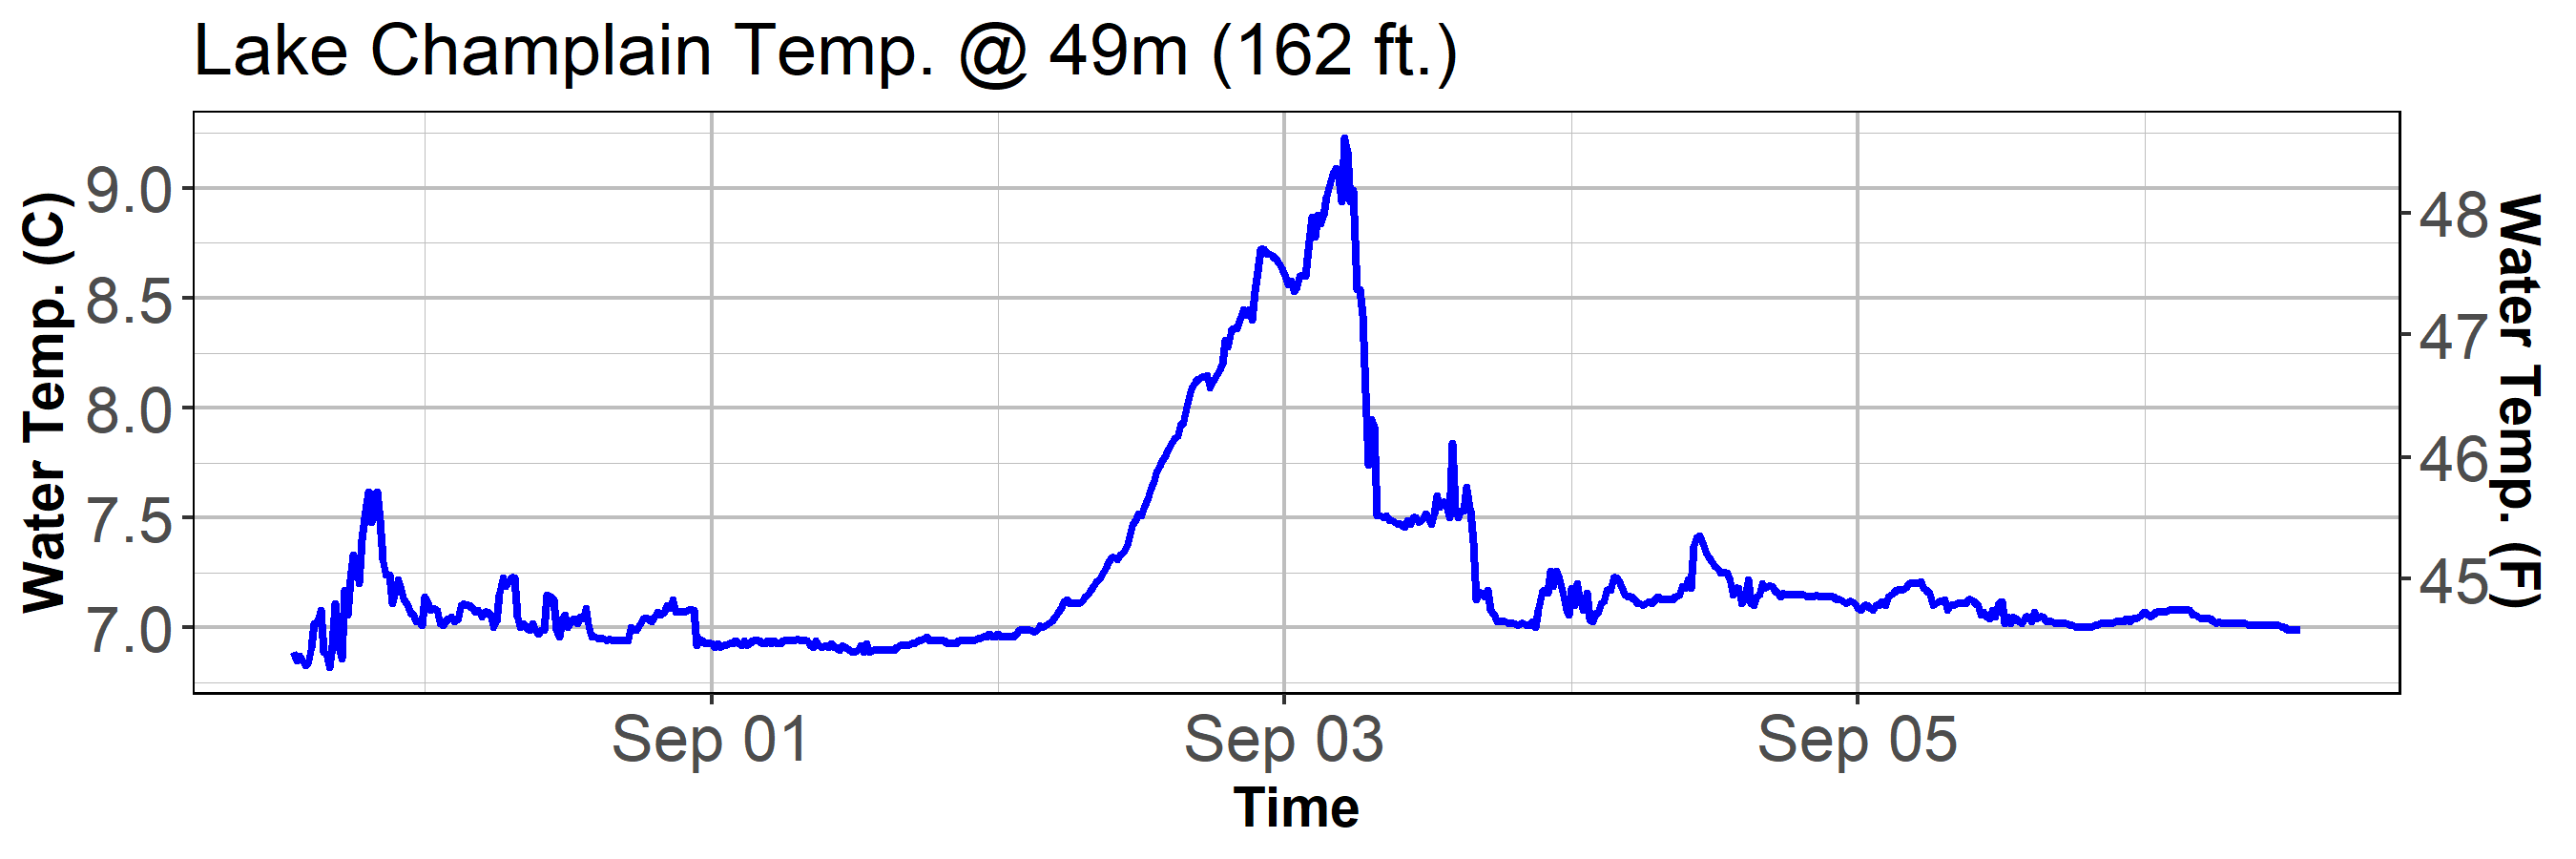 Lake Champlain Temp. @ 49m (162 ft.)
Water Temp. (C)
9.0
8.5
8.0
7.5
7.0
48
47
46
45
Water Temp. (F)
Sep 01
Sep 03
Sep 05
Time